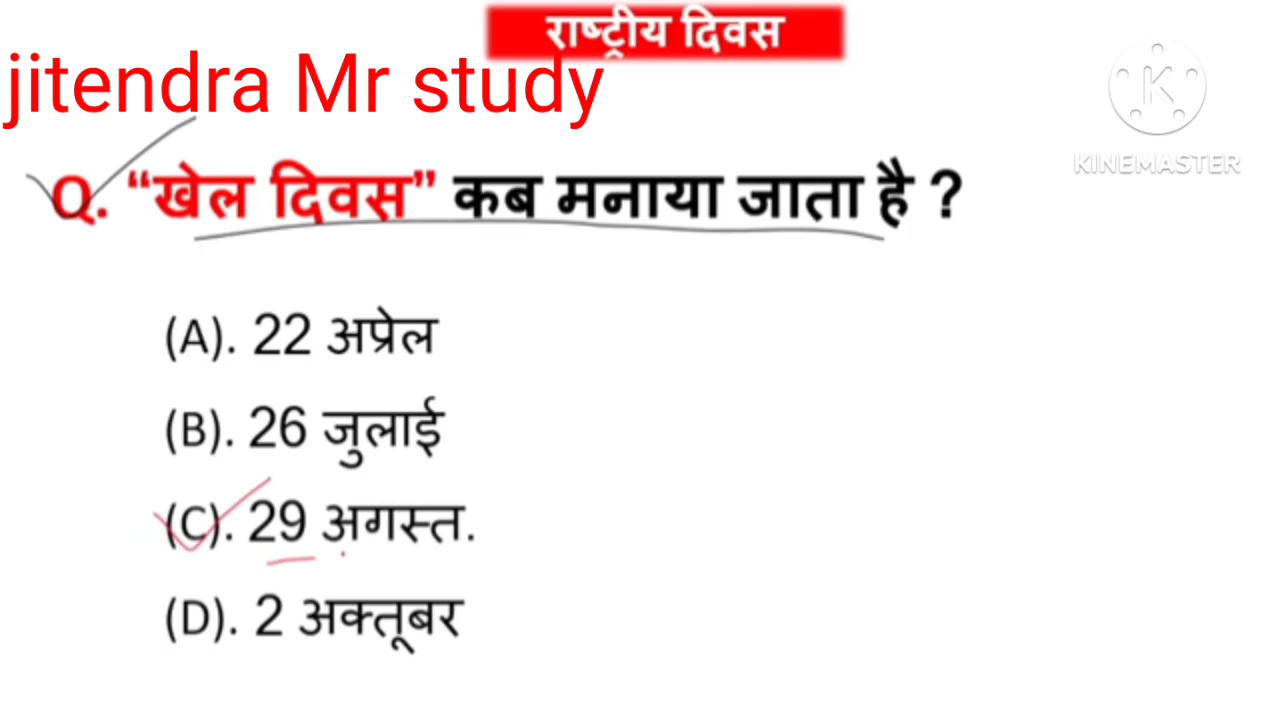 राष्ट्रीय दिवस
jitendra Mr study
KINEMASTER
Q. “खेल दिवस” कब मनाया जाता है ?
(A). 22 अप्रेल
(B). 26 जुलाई
(C). 29 अगस्त.
(D). 2 अक्तूबर